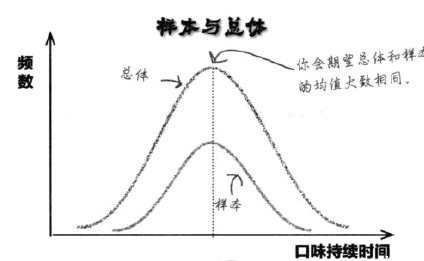 样本与总体
频
数
总体
你会期望总体和样本
的均值大致相同。
样本
口味持续时间